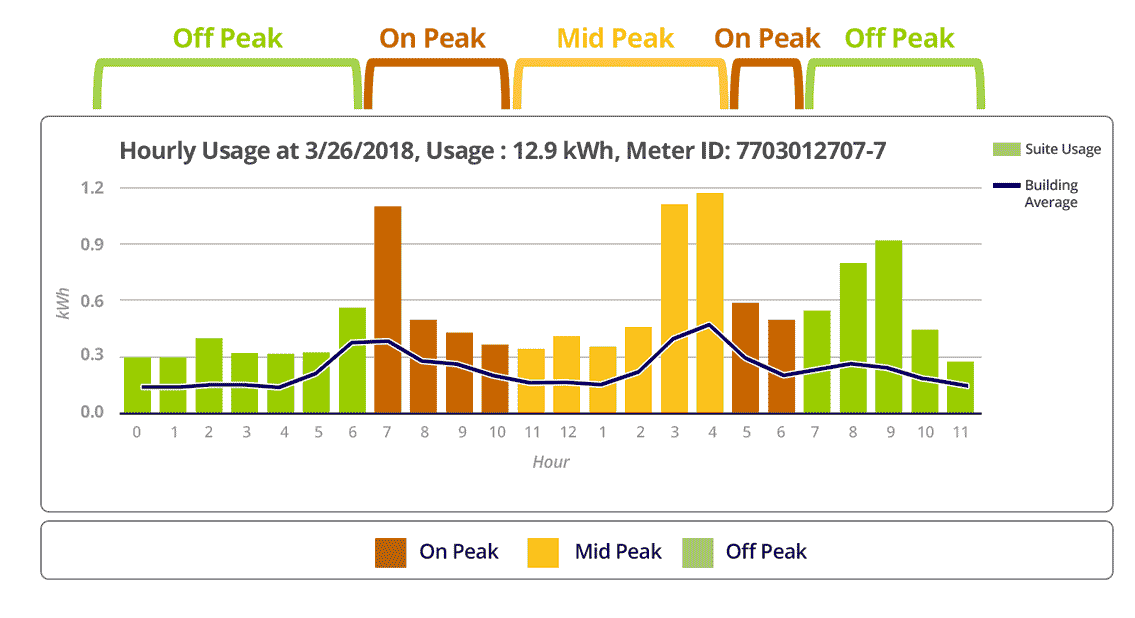 Off Peak On Peak Mid Peak On Peak Off Peak
Hourly Usage at 3/26/2018, Usage : 12.9 kWh, Meter ID: 7703012707-7
Suite Usage
Building
Average
1.2
0.9
0.6
0.3
0.0
kWh
0 1 2 3 4 5 6 7 8 9 10 11 12 1 2 3 4 5 6 7 8 9 10 11
Hour
On Peak Mid Peak Off Peak